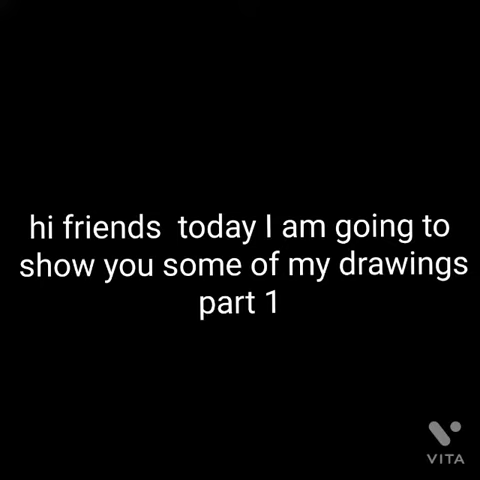 hi friends  today I am going to
show you some of my drawings
part 1
VITA